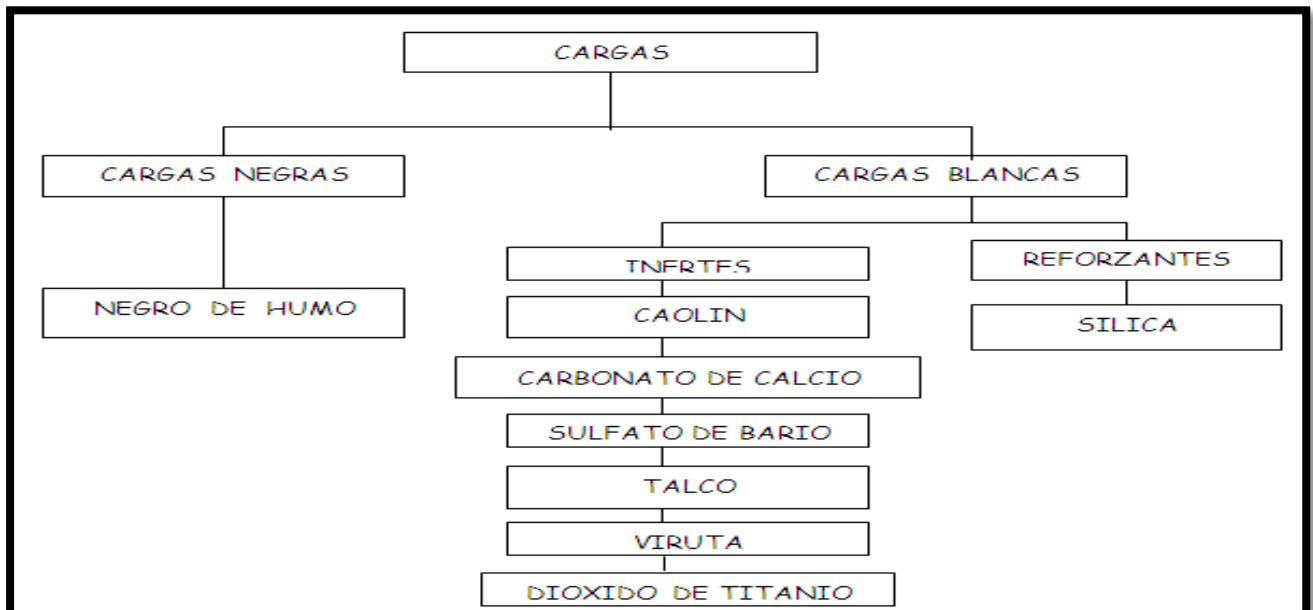 CARGAS
CARGAS NEGRAS
CARGAS BLANCAS
INERTES
REFORZANTES
NEGRO DE HUMO
CAOLIN
SILICA
CARBONATO DE CALCIO
SULFATO DE BARIO
TALCO
VIRUTA
DIOXIDO DE TITANIO